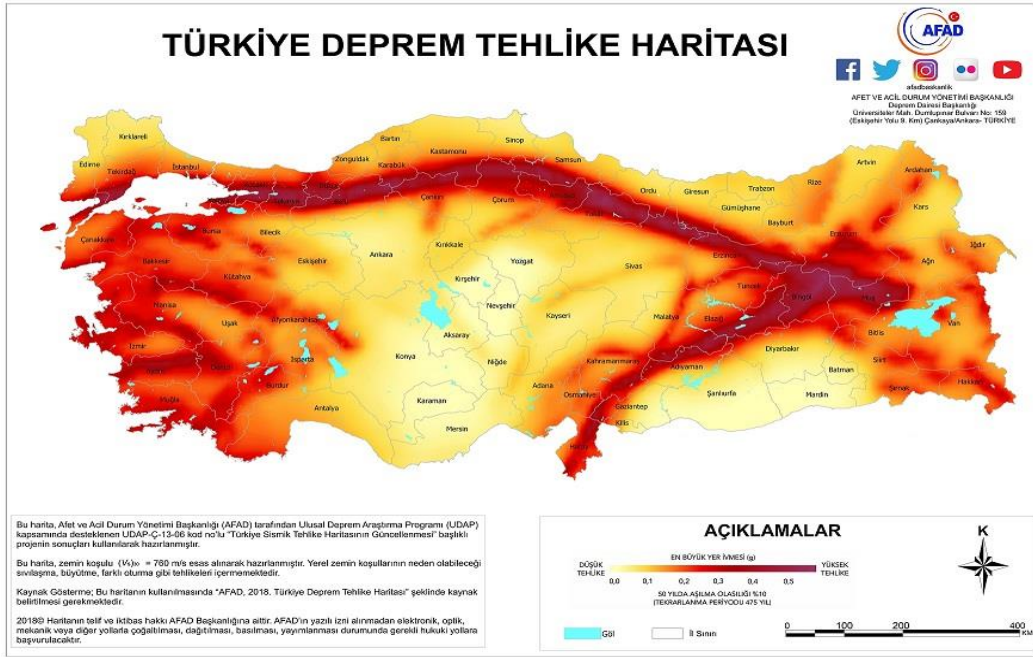 TÜRKİYE DEPREM TEHLİKE HARİTASI
AFAD
afadbaskanlik
AFET VE ACİL DURUM YÖNETİMİ BAŞKANLIĞI
Deprem Dairesi Başkanlığı
Üniversiteler Mah. Dumlupınar Bulvarı No: 159
(Eskişehir Yolu 9. Km) Çankaya/Ankara- TÜRKİYE
Kırklareli
Edirne
Tekirdağ
İstanbul
Zonguldak
Bartın
Karabük
Kastamonu
Sinop
Samsun
Ordu
Giresun
Trabzon
Rize
Artvin
Ardahan
Kars
Gümüşhane
Bayburt
Erzurum
Iğdır
Ağrı
Çanakkale
Balıkesir
Bursa
Bilecik
Eskişehir
Ankara
Çankırı
Çorum
Kırıkkale
Yozgat
Sivas
Erzincan
Tunceli
Bingöl
Muş
Van
Bitlis
Kütahya
Manisa
Uşak
Afyonkarahisar
Kırşehir
Nevşehir
Kayseri
Malatya
Elazığ
Diyarbakır
Siirt
Batman
Hakkari
Şırnak
İzmir
Aydın
Denizli
Isparta
Burdur
Konya
Aksaray
Niğde
Kahramanmaraş
Adıyaman
Şanlıurfa
Mardin
Muğla
Antalya
Karaman
Mersin
Adana
Osmaniye
Gaziantep
Kilis
Hatay
Bu harita, Afet ve Acil Durum Yönetimi Başkanlığı (AFAD) tarafından Ulusal Deprem Araştırma Programı (UDAP)
kapsamında desteklenen UDAP-Ç-13-06 kod no'lu "Türkiye Sismik Tehlike Haritasının Güncellenmesi" başlıklı
projenin sonuçları kullanılarak hazırlanmıştır.
Bu harita, zemin koşulu (Vs)30 = 760 m/s esas alınarak hazırlanmıştır. Yerel zemin koşullarının neden olabileceği
sıvılaşma, büyütme, farklı oturma gibi tehlikeleri içermemektedir.
Kaynak Gösterme; Bu haritanın kullanılmasında "AFAD, 2018. Türkiye Deprem Tehlike Haritası" şeklinde kaynak
belirtilmesi gerekmektedir.
2018© Haritanın telif ve iktibas hakkı AFAD Başkanlığına aittir. AFAD'ın yazılı izni alınmadan elektronik, optik,
mekanik veya diğer yollarla çoğaltılması, dağıtılması, basılması, yayımlanması durumunda gerekli hukuki yollara
başvurulacaktır.
AÇIKLAMALAR
EN BÜYÜK YER İVMESİ (g)
DÜŞÜK TEHLİKE
YÜKSEK TEHLİKE
0,0 0,1 0,2 0,3 0,4 0,5
50 YILDA AŞILMA OLASILIĞI %10
(TEKRARLANMA PERİYODU 475 YIL)
Göl
İl Sınırı
K
0 100 200 400
KM